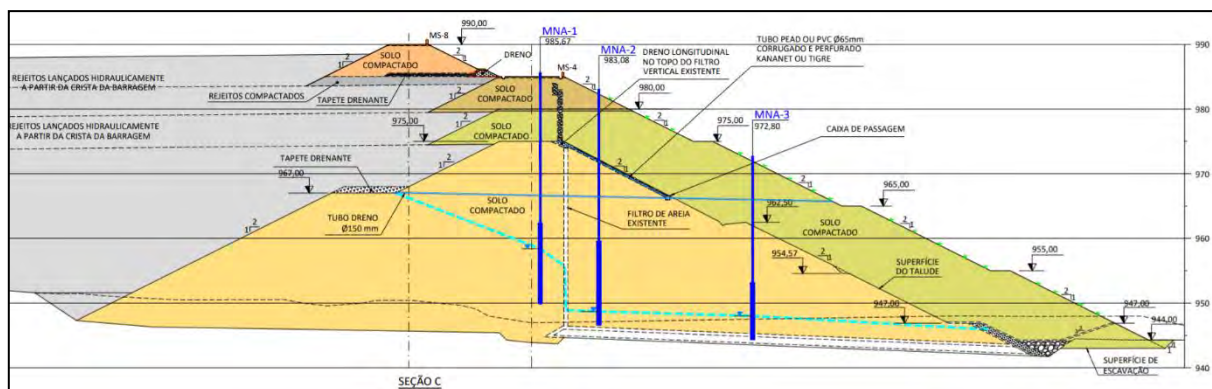 MS-8
990,00
MNA-1
985,67
MNA-2
983,08
DRENO LONGITUDINAL
NO TOPO DO FILTRO
VERTICAL EXISTENTE
TUBO PEAD OU PVC Ø65mm
CORRUGADO E PERFURADO
KANANET OU TIGRE
990
SOLO
COMPACTADO
DRENO
MS-4
REJEITOS LANÇADOS HIDRAULICAMENTE
A PARTIR DA CRISTA DA BARRAGEM
REJEITOS COMPACTADOS
TAPETE DRENANTE
SOLO
COMPACTADO
980,00
980
MNA-3
972,80
REJEITOS LANÇADOS HIDRAULICAMENTE
A PARTIR DA CRISTA DA BARRAGEM
975,00
SOLO
COMPACTADO
975,00
CAIXA DE PASSAGEM
970
TAPETE DRENANTE
967,00
SOLO
COMPACTADO
965,00
TUBO DRENO
Ø150 mm
FILTRO DE AREIA
EXISTENTE
962,50
SOLO
COMPACTADO
960
954,57
955,00
SUPERFÍCIE
DO TALUDE
950
947,00
947,00
944,00
SUPERFÍCIE DE
ESCAVAÇÃO
940
SEÇÃO C